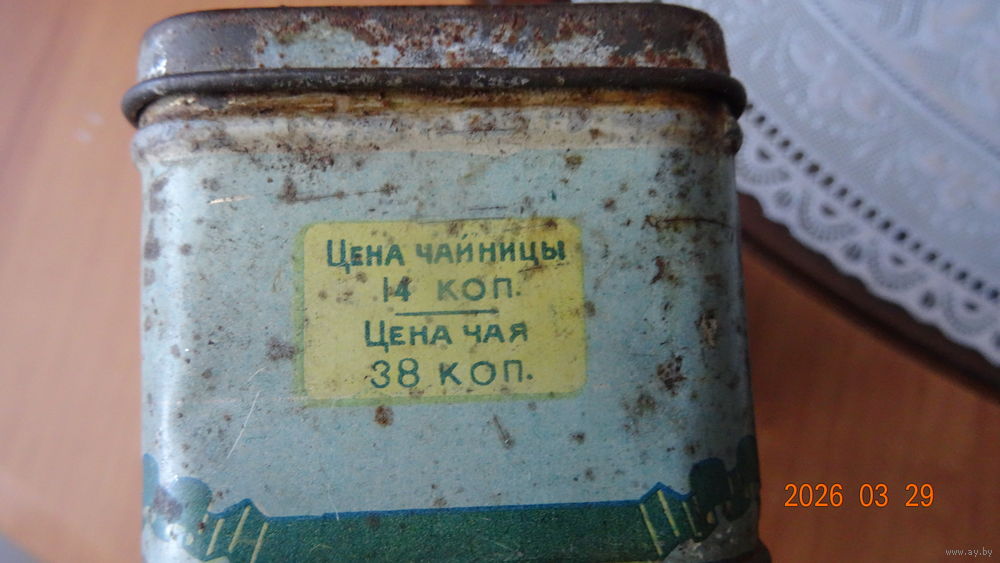 ЦЕНА ЧАЙНИЦЫ
14 КОП.
ЦЕНА ЧАЯ
38 КОП.
2026 03 29
www.ay.by